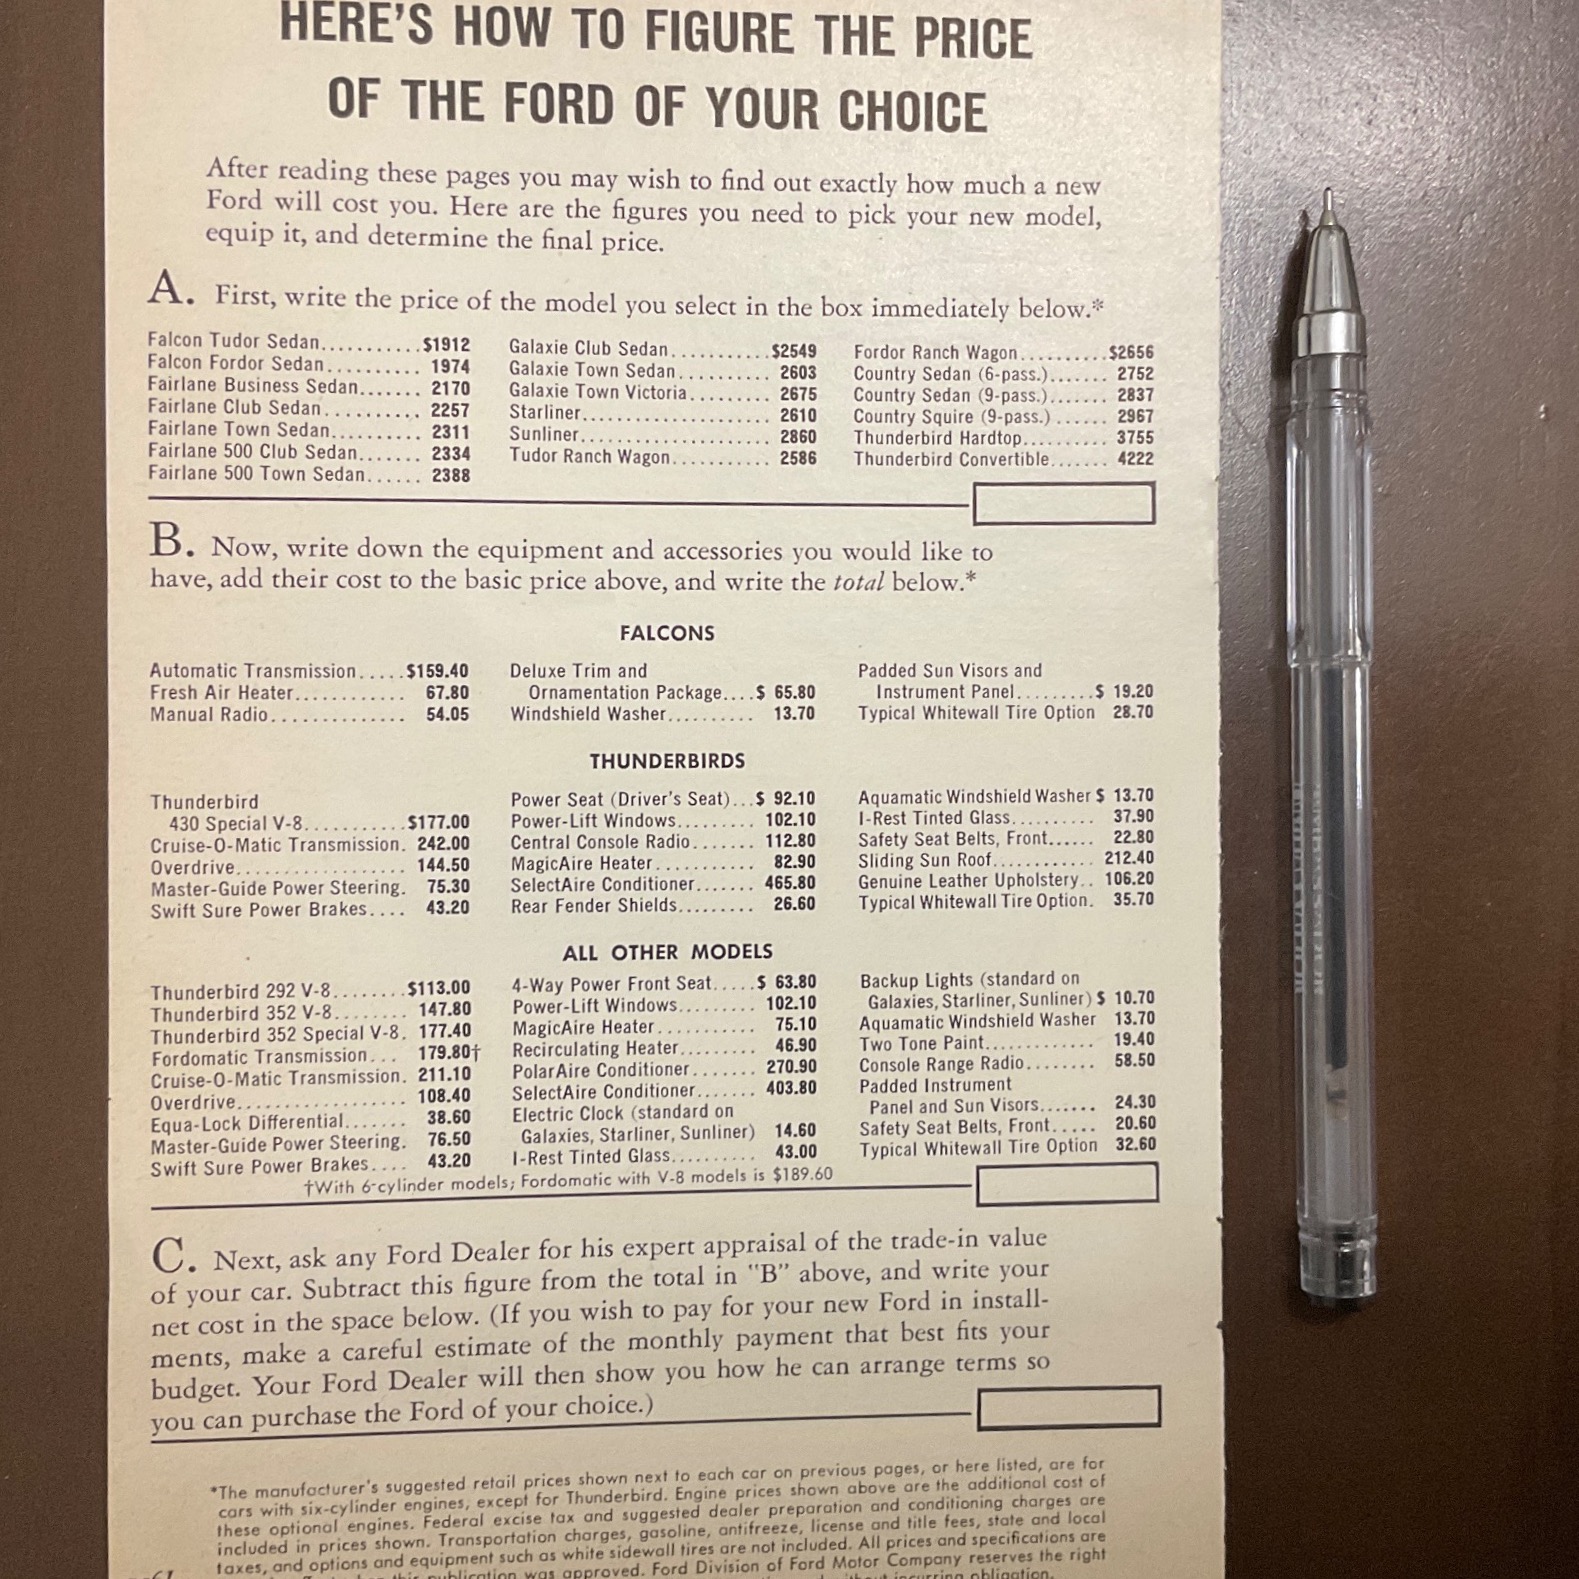 HERE'S HOW TO FIGURE THE PRICE
OF THE FORD OF YOUR CHOICE
After reading these pages you may wish to find out exactly how much a new
Ford will cost you. Here are the figures you need to pick your new model,
equip it, and determine the final price.
A. First, write the price of the model you select in the box immediately below.*
Falcon Tudor Sedan...........$1912
Falcon Fordor Sedan.......... 1974
Fairlane Business Sedan....... 2170
Fairlane Club Sedan.......... 2257
Fairlane Town Sedan.......... 2311
Fairlane 500 Club Sedan....... 2334
Fairlane 500 Town Sedan...... 2388
Galaxie Club Sedan...........$2549
Galaxie Town Sedan.......... 2603
Galaxie Town Victoria......... 2675
Starliner.................... 2610
Sunliner.................... 2860
Tudor Ranch Wagon........... 2586
Fordor Ranch Wagon..........$2656
Country Sedan (6-pass.)....... 2752
Country Sedan (9-pass.)....... 2837
Country Squire (9-pass.)...... 2967
Thunderbird Hardtop.......... 3755
Thunderbird Convertible....... 4222
B. Now, write down the equipment and accessories you would like to
have, add their cost to the basic price above, and write the total below.*
FALCONS
Automatic Transmission.....$159.40
Fresh Air Heater............ 67.80
Manual Radio.............. 54.05
Deluxe Trim and
Ornamentation Package....$ 65.80
Windshield Washer.......... 13.70
Padded Sun Visors and
Instrument Panel.........$ 19.20
Typical Whitewall Tire Option 28.70
THUNDERBIRDS
Thunderbird
430 Special V-8...........$177.00
Cruise-O-Matic Transmission. 242.00
Overdrive.................. 144.50
Master-Guide Power Steering. 75.30
Swift Sure Power Brakes.... 43.20
Power Seat (Driver's Seat)...$ 92.10
Power-Lift Windows......... 102.10
Central Console Radio....... 112.80
MagicAire Heater........... 82.90
SelectAire Conditioner....... 465.80
Rear Fender Shields......... 26.60
Aquamatic Windshield Washer $ 13.70
I-Rest Tinted Glass.......... 37.90
Safety Seat Belts, Front...... 22.80
Sliding Sun Roof............ 212.40
Genuine Leather Upholstery.. 106.20
Typical Whitewall Tire Option. 35.70
ALL OTHER MODELS
Thunderbird 292 V-8........$113.00
Thunderbird 352 V-8........ 147.80
Thunderbird 352 Special V-8. 177.40
Fordomatic Transmission... 179.80†
Cruise-O-Matic Transmission. 211.10
Overdrive.................. 108.40
Equa-Lock Differential....... 38.60
Master-Guide Power Steering. 76.50
Swift Sure Power Brakes.... 43.20
4-Way Power Front Seat.....$ 63.80
Power-Lift Windows......... 102.10
MagicAire Heater........... 75.10
Recirculating Heater......... 46.90
PolarAire Conditioner....... 270.90
SelectAire Conditioner....... 403.80
Electric Clock (standard on
Galaxies, Starliner, Sunliner) 14.60
I-Rest Tinted Glass.......... 43.00
Backup Lights (standard on
Galaxies, Starliner, Sunliner) $ 10.70
Aquamatic Windshield Washer 13.70
Two Tone Paint............. 19.40
Console Range Radio........ 58.50
Padded Instrument
Panel and Sun Visors....... 24.30
Safety Seat Belts, Front..... 20.60
Typical Whitewall Tire Option 32.60
†With 6-cylinder models; Fordomatic with V-8 models is $189.60
C. Next, ask any Ford Dealer for his expert appraisal of the trade-in value
of your car. Subtract this figure from the total in "B" above, and write your
net cost in the space below. (If you wish to pay for your new Ford in install-
ments, make a careful estimate of the monthly payment that best fits your
budget. Your Ford Dealer will then show you how he can arrange terms so
you can purchase the Ford of your choice.)
*The manufacturer's suggested retail prices shown next to each car on previous pages, or here listed, are for
cars with six-cylinder engines, except for Thunderbird. Engine prices shown above are the additional cost of
these optional engines. Federal excise tax and suggested dealer preparation and conditioning charges are
included in prices shown. Transportation charges, gasoline, antifreeze, license and title fees, state and local
taxes, and options and equipment such as white sidewall tires are not included. All prices and specifications are
this publication was approved. Ford Division of Ford Motor Company reserves the right
incurring obligation.